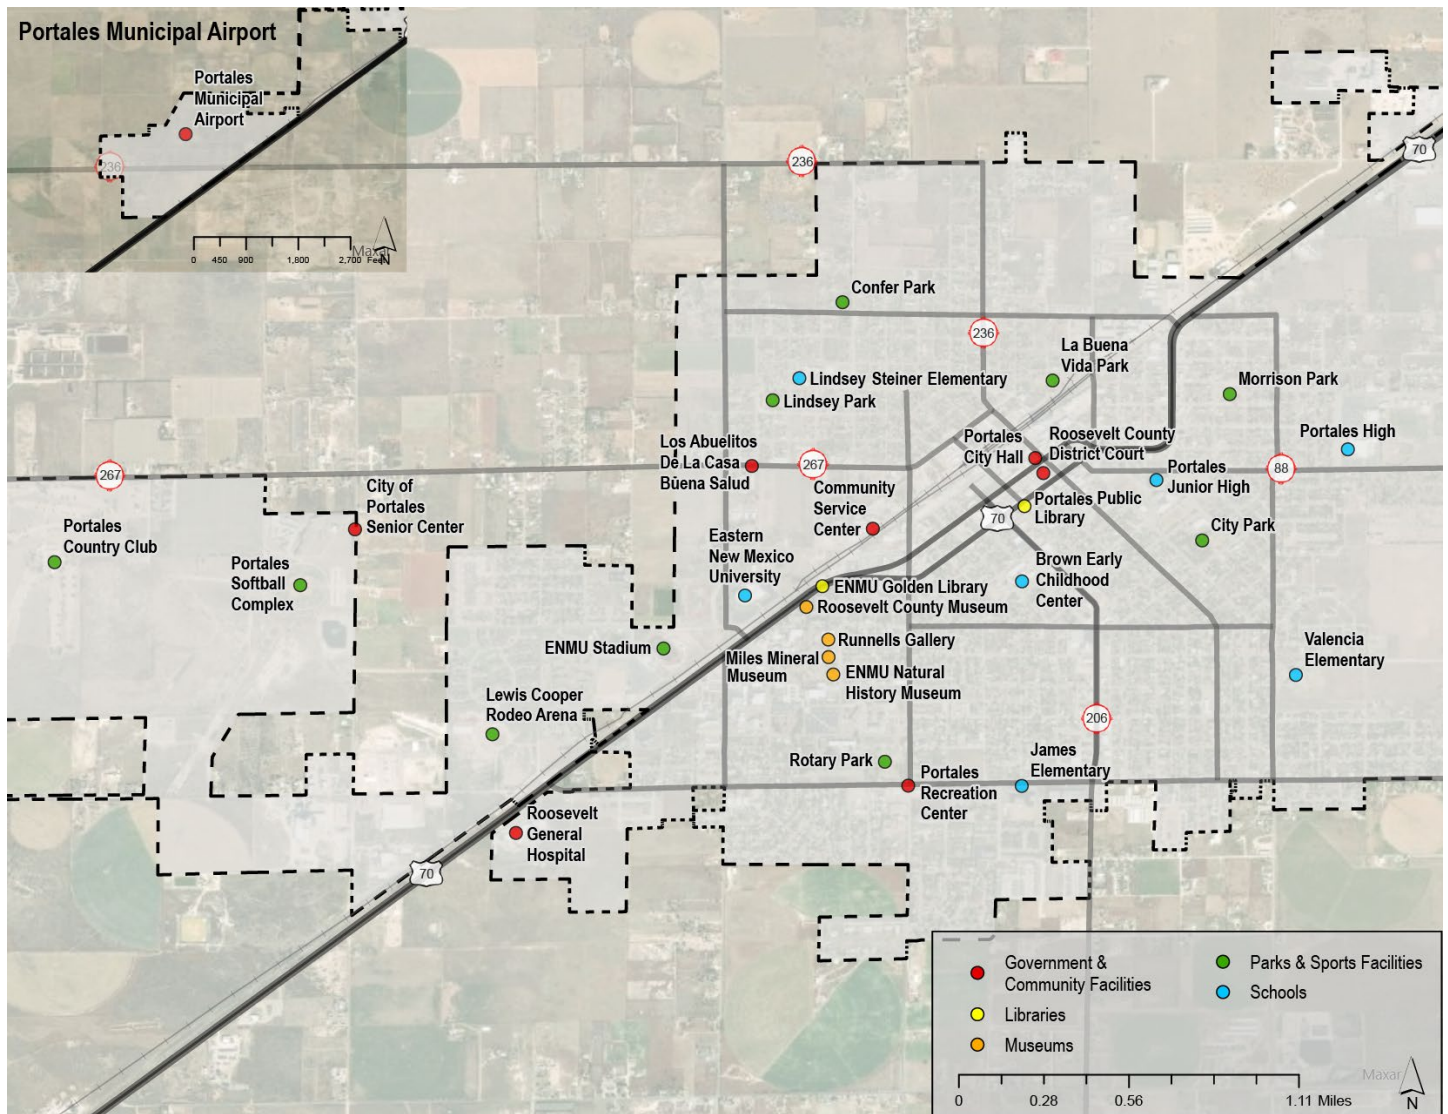 Portales Municipal Airport
Portales
Municipal
Airport
236
0 450 900 1,800 2,700 Feet
Maxar
N
236
70
Confer Park
236
La Buena
Vida Park
Lindsey Steiner Elementary
Lindsey Park
Morrison Park
Portales High
Los Abuelitos
De La Casa
Buena Salud
267
Portales
City Hall
Roosevelt County
District Court
88
267
City of
Portales
Senior Center
Community
Service
Center
Portales
Junior High
Portales Public
Library
70
City Park
Portales
Country Club
Portales
Softball
Complex
Eastern
New Mexico
University
Brown Early
Childhood
Center
ENMU Golden Library
Roosevelt County Museum
ENMU Stadium
Runnells Gallery
Miles Mineral
Museum
ENMU Natural
History Museum
Valencia
Elementary
Lewis Cooper
Rodeo Arena
206
Rotary Park
Portales
Recreation
Center
James
Elementary
Roosevelt
General
Hospital
70
Government &
Community Facilities
Libraries
Museums
Parks & Sports Facilities
Schools
Maxar
0 0.28 0.56 1.11 Miles
N